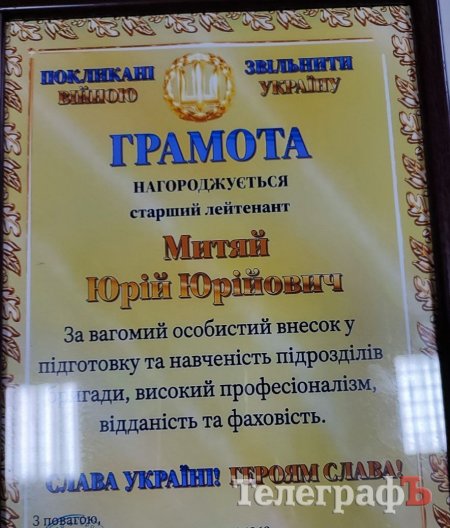 ПОКЛИКАНІ ВІЙНОЮ
ЗВІЛЬНИТИ УКРАЇНУ
ГРАМОТА
НАГОРОДЖУЄТЬСЯ
старший лейтенант
Митяй
Юрій Юрійович
За вагомий особистий внесок у
підготовку та навченість підрозділів
бригади, високий професіоналізм,
відданість та фаховість.
СЛАВА УКРАЇНІ! ГЕРОЯМ СЛАВА!
ТелеграфЪ
З повагою,